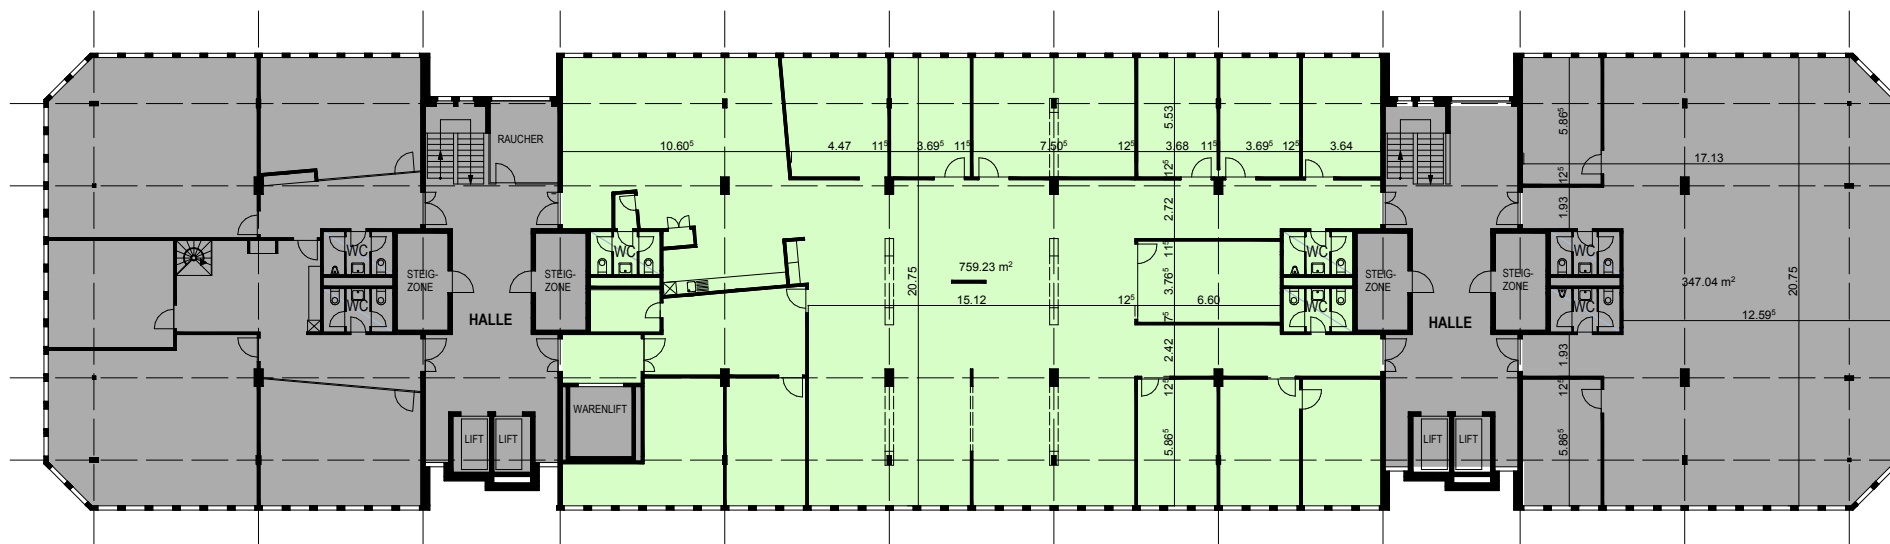 RAUCHER
10.60⁵
4.47
11⁵
3.69⁵
11⁵
7.50⁵
12⁵
3.68
11⁵
3.69⁵
12⁵
3.64
5.53
12⁵
2.72
11⁵
3.76⁵
7⁵
2.42
12⁵
5.86⁵
5.86⁵
17.13
12⁵
1.93
WC
WC
STEIG-
ZONE
HALLE
STEIG-
ZONE
WC
20.75
759.23 m²
15.12
12⁵
6.60
WC
WC
STEIG-
ZONE
HALLE
STEIG-
ZONE
WC
WC
347.04 m²
20.75
12.59⁵
1.93
12⁵
5.86⁵
LIFT
LIFT
WARENLIFT
LIFT
LIFT